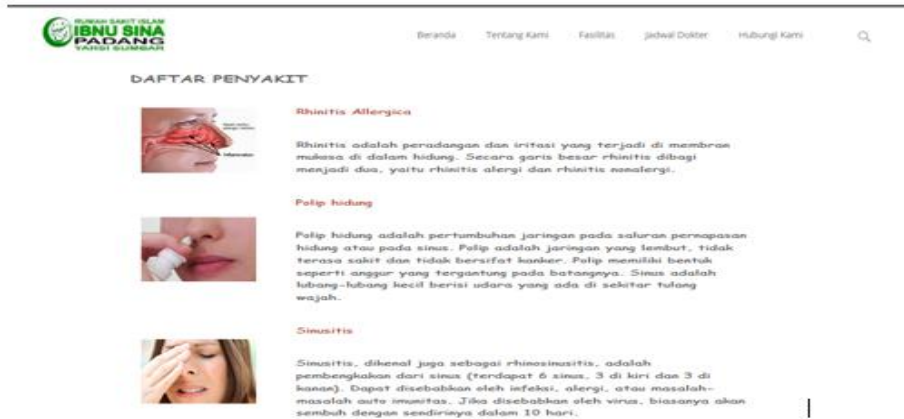 RUMAH SAKIT ISLAM
IBNU SINA
PADANG
YARSI SUMBAR
Beranda Tentang Kami Fasilitas Jadwal Dokter Hubungi Kami
DAFTAR PENYAKIT
Rhinitis Allergica
Rhinitis adalah peradangan dan iritasi yang terjadi di membran
mukosa di dalam hidung. Secara garis besar rhinitis dibagi
menjadi dua, yaitu rhinitis alergi dan rhinitis nonalergi.
Polip hidung
Polip hidung adalah pertumbuhan jaringan pada saluran pernapasan
hidung atau pada sinus. Polip adalah jaringan yang lembut, tidak
terasa sakit dan tidak bersifat kanker. Polip memiliki bentuk
seperti anggur yang tergantung pada batangnya. Sinus adalah
lubang-lubang kecil berisi udara yang ada di sekitar tulang
wajah.
Sinusitis
Sinusitis, dikenal juga sebagai rhinosinusitis, adalah
pembengkakan dari sinus (terdapat 6 sinus, 3 di kiri dan 3 di
kanan). Dapat disebabkan oleh infeksi, alergi, atau masalah-
masalah auto imunitas. Jika disebabkan oleh virus, biasanya akan
sembuh dengan sendirinya dalam 10 hari.